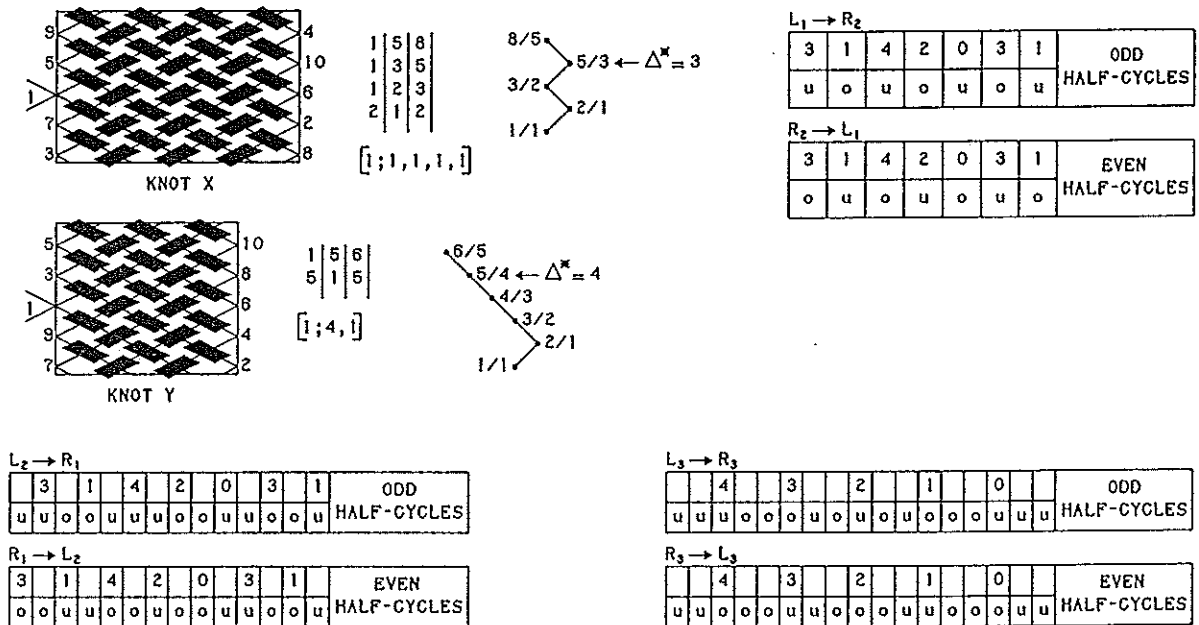 9
5
1
7
3
4
10
6
2
8
KNOT X
1 5 8
1 3 5
1 2 3
2 1 2
[1;1,1,1,1]
8/5
5/3 ← Δ* = 3
3/2
2/1
1/1
L₁ → R₂
3 1 4 2 0 3 1 ODD
u o u o u o u HALF-CYCLES
R₂ → L₁
3 1 4 2 0 3 1 EVEN
o u o u o u o HALF-CYCLES
5
3
1
9
7
10
8
6
4
2
KNOT Y
1 5 6
5 1 5
[1;4,1]
6/5
5/4 ← Δ* = 4
4/3
3/2
2/1
1/1
L₂ → R₁
3 1 4 2 0 3 1 ODD
HALF-CYCLES
R₁ → L₂
3 1 4 2 0 3 1 EVEN
HALF-CYCLES
L₃ → R₃
4 3 2 1 0 ODD
HALF-CYCLES
R₃ → L₃
4 3 2 1 0 EVEN
HALF-CYCLES